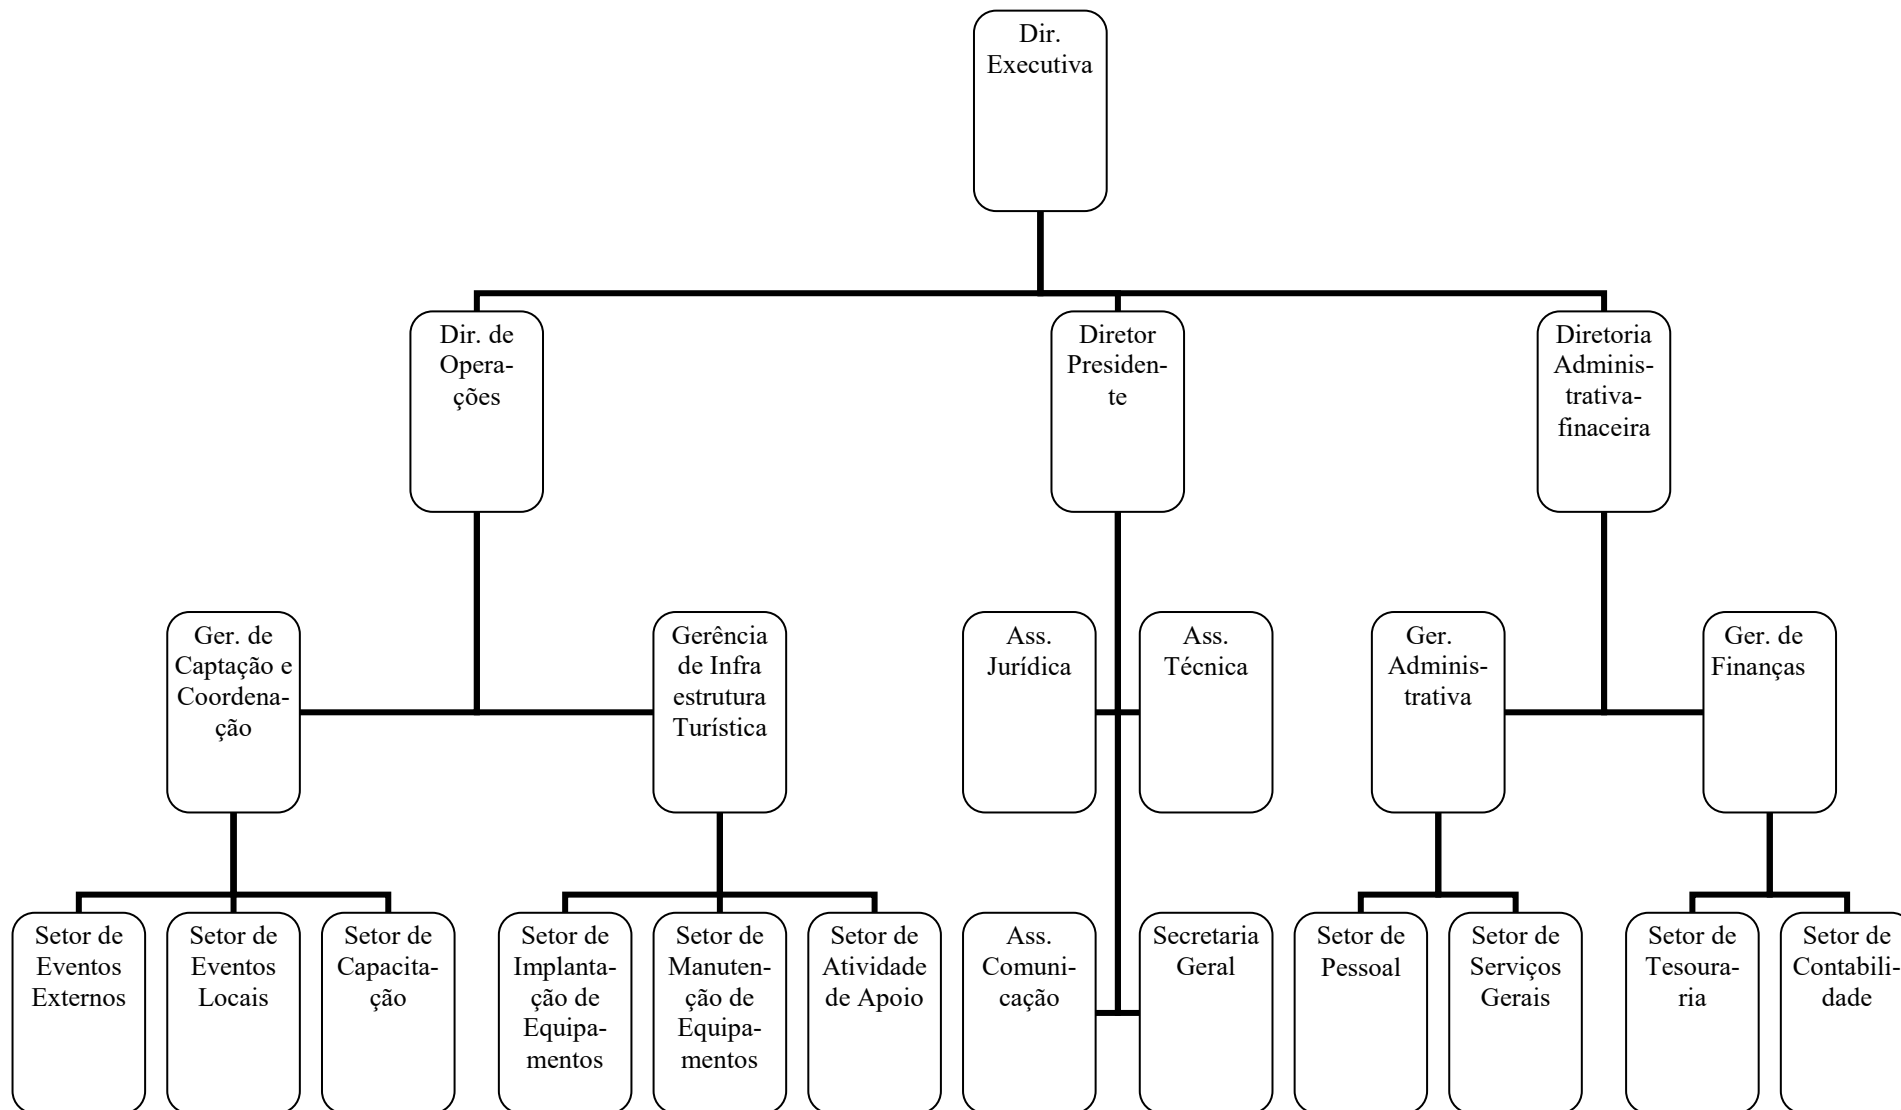 Dir.
Executiva
Dir. de
Opera-
ções
Diretor
Presiden-
te
Diretoria
Adminis-
trativa-
finaceira
Ger. de
Captação e
Coordena-
ção
Gerência
de Infra
estrutura
Turística
Ass.
Jurídica
Ass.
Técnica
Ger.
Adminis-
trativa
Ger. de
Finanças
Setor de
Eventos
Externos
Setor de
Eventos
Locais
Setor de
Capacita-
ção
Setor de
Implanta-
ção de
Equipa-
mentos
Setor de
Manuten-
ção de
Equipa-
mentos
Setor de
Atividade
de Apoio
Ass.
Comuni-
cação
Secretaria
Geral
Setor de
Pessoal
Setor de
Serviços
Gerais
Setor de
Tesoura-
ria
Setor de
Contabili-
dade